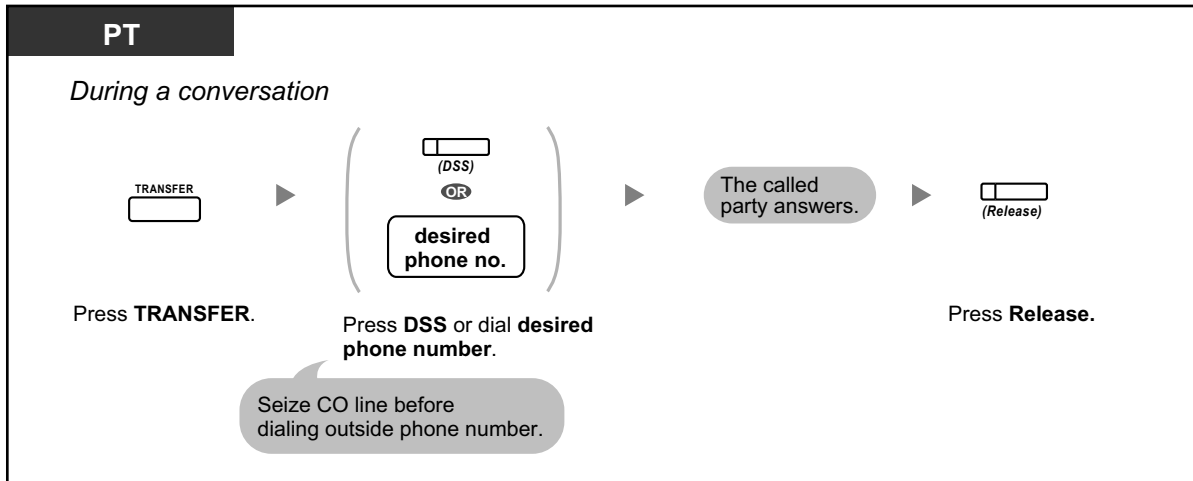 PT
During a conversation
TRANSFER
(DSS)
OR
desired
phone no.
The called
party answers.
(Release)
Press TRANSFER.
Press DSS or dial desired
phone number.
Press Release.
Seize CO line before
dialing outside phone number.